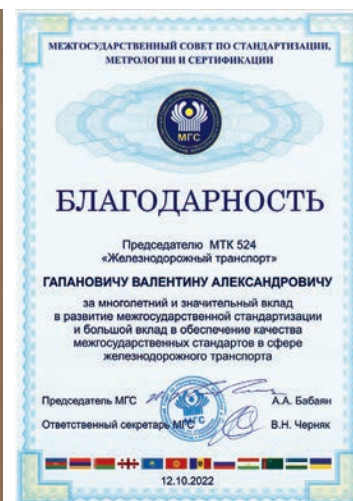 МЕЖГОСУДАРСТВЕННЫЙ СОВЕТ ПО СТАНДАРТИЗАЦИИ,
МЕТРОЛОГИИ И СЕРТИФИКАЦИИ
МГС
БЛАГОДАРНОСТЬ
Председателю МТК 524
«Железнодорожный транспорт»
ГАПАНОВИЧУ ВАЛЕНТИНУ АЛЕКСАНДРОВИЧУ
за многолетний и значительный вклад
в развитие межгосударственной стандартизации
и большой вклад в обеспечение качества
межгосударственных стандартов в сфере
железнодорожного транспорта
Председатель МГС А.А. Бабаян
Ответственный секретарь МГС В.Н. Черняк
МГС
12.10.2022